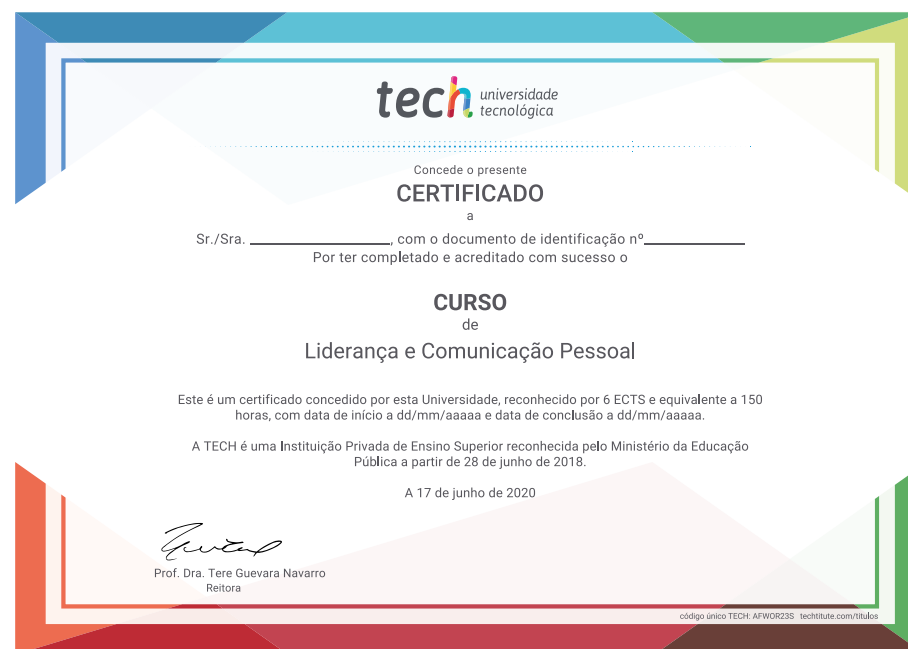 tech universidade
tecnológica
Concede o presente
CERTIFICADO
a
Sr./Sra. ____________________, com o documento de identificação nº______________
Por ter completado e acreditado com sucesso o
CURSO
de
Liderança e Comunicação Pessoal
Este é um certificado concedido por esta Universidade, reconhecido por 6 ECTS e equivalente a 150
horas, com data de início a dd/mm/aaaaa e data de conclusão a dd/mm/aaaaa.
A TECH é uma Instituição Privada de Ensino Superior reconhecida pelo Ministério da Educação
Pública a partir de 28 de junho de 2018.
A 17 de junho de 2020
Prof. Dra. Tere Guevara Navarro
Reitora
código único TECH: AFWOR23S techtitute.com/titulos